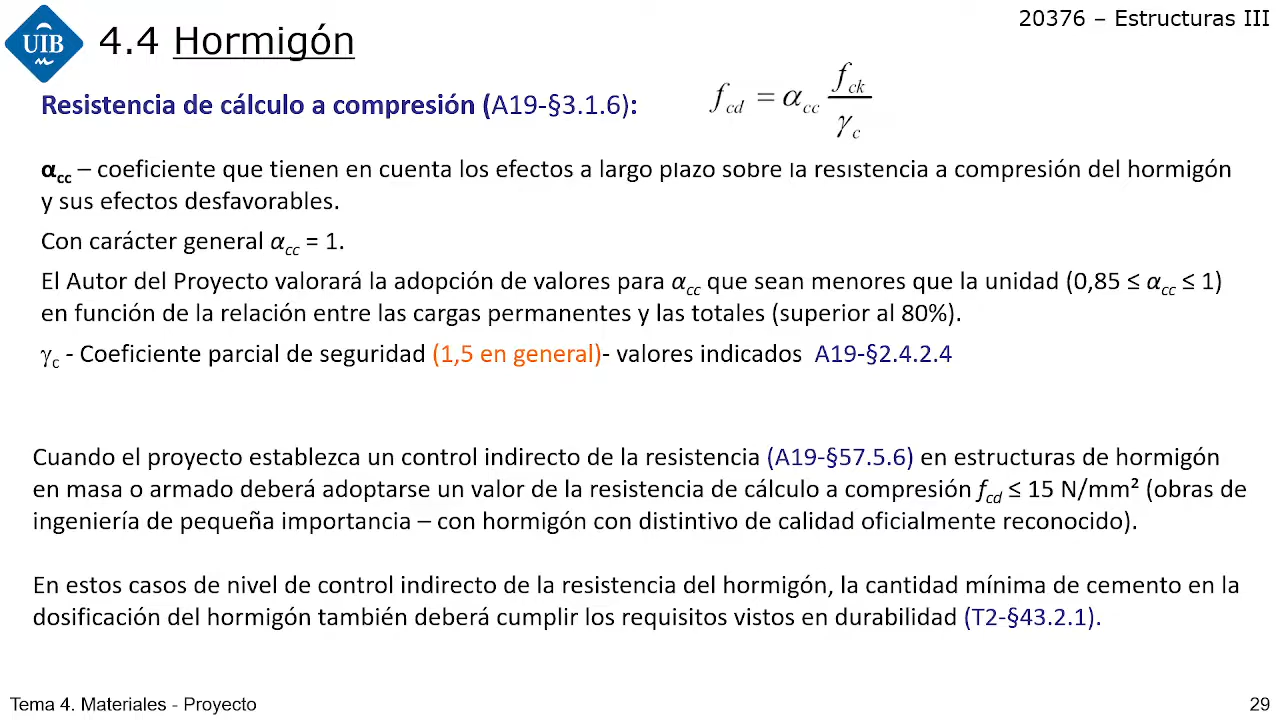 20376 – Estructuras III
UIB
4.4 Hormigón
Resistencia de cálculo a compresión (A19-§3.1.6):
f_cd = α_cc f_ck / γ_c
α_cc – coeficiente que tienen en cuenta los efectos a largo plazo sobre la resistencia a compresión del hormigón
y sus efectos desfavorables.
Con carácter general α_cc = 1.
El Autor del Proyecto valorará la adopción de valores para α_cc que sean menores que la unidad (0,85 ≤ α_cc ≤ 1)
en función de la relación entre las cargas permanentes y las totales (superior al 80%).
γ_c - Coeficiente parcial de seguridad (1,5 en general)- valores indicados A19-§2.4.2.4
Cuando el proyecto establezca un control indirecto de la resistencia (A19-§57.5.6) en estructuras de hormigón
en masa o armado deberá adoptarse un valor de la resistencia de cálculo a compresión f_cd ≤ 15 N/mm² (obras de
ingeniería de pequeña importancia – con hormigón con distintivo de calidad oficialmente reconocido).
En estos casos de nivel de control indirecto de la resistencia del hormigón, la cantidad mínima de cemento en la
dosificación del hormigón también deberá cumplir los requisitos vistos en durabilidad (T2-§43.2.1).
Tema 4. Materiales - Proyecto
29